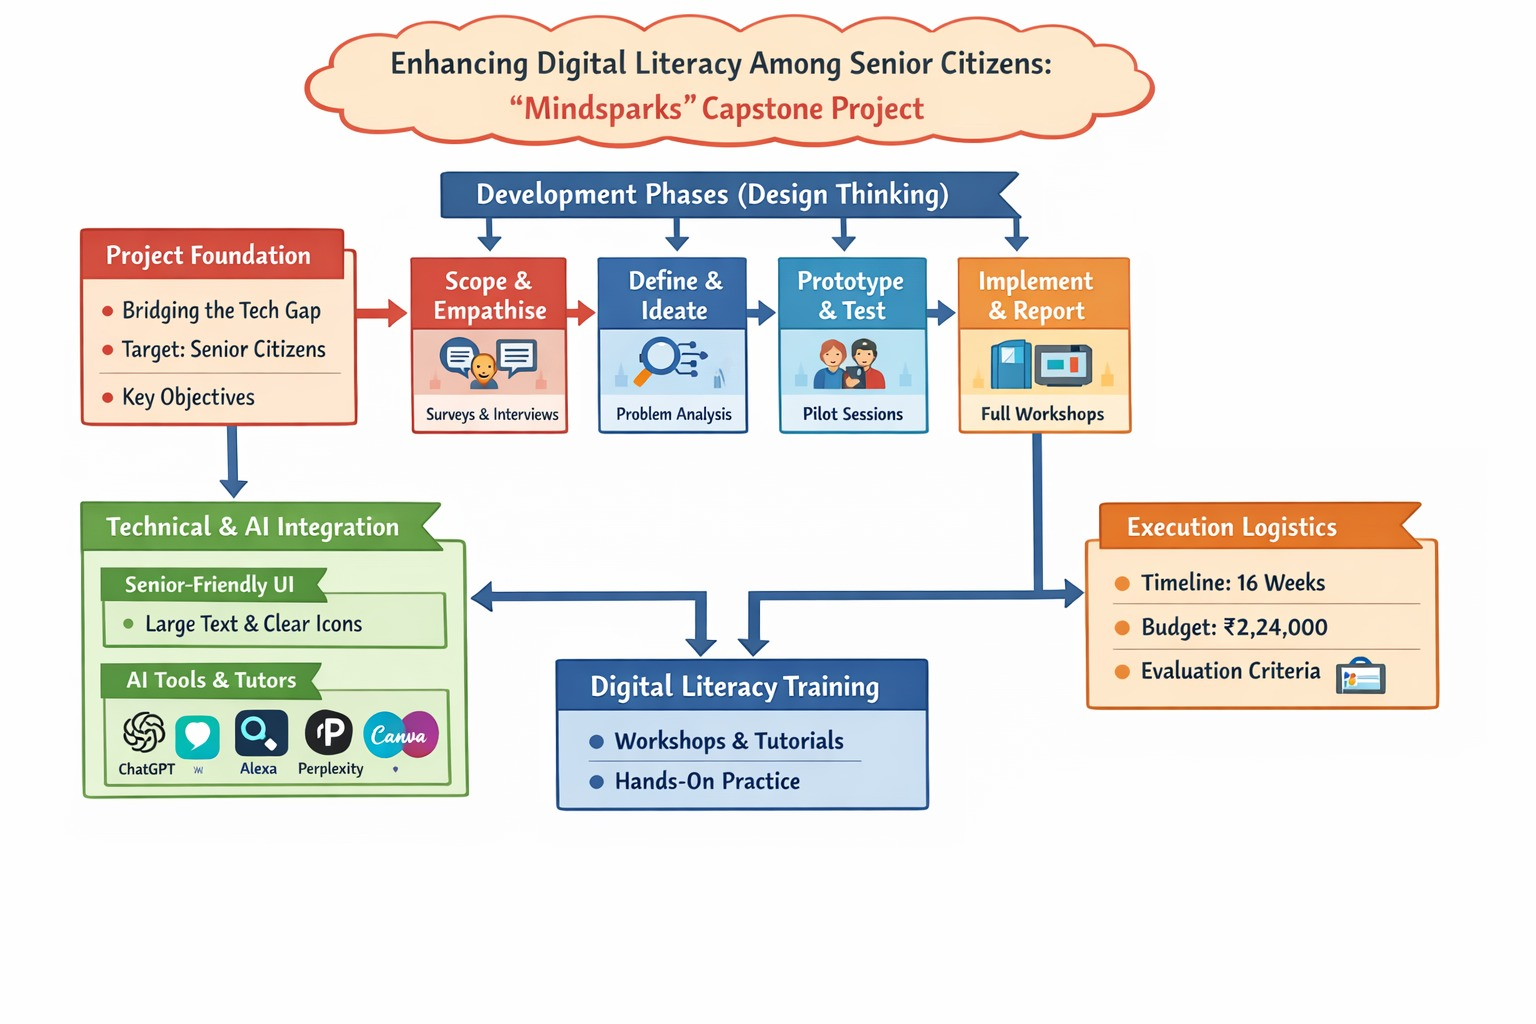 Enhancing Digital Literacy Among Senior Citizens:
“Mindsparks” Capstone Project
Development Phases (Design Thinking)
Project Foundation
Bridging the Tech Gap
Target: Senior Citizens
Key Objectives
Scope &
Empathise
Surveys & Interviews
Define &
Ideate
Problem Analysis
Prototype
& Test
Pilot Sessions
Implement
& Report
Full Workshops
Technical & AI Integration
Senior-Friendly UI
Large Text & Clear Icons
AI Tools & Tutors
Canva
ChatGPT
Alexa
Perplexity
Digital Literacy Training
Workshops & Tutorials
Hands-On Practice
Execution Logistics
Timeline: 16 Weeks
Budget: ₹2,24,000
Evaluation Criteria